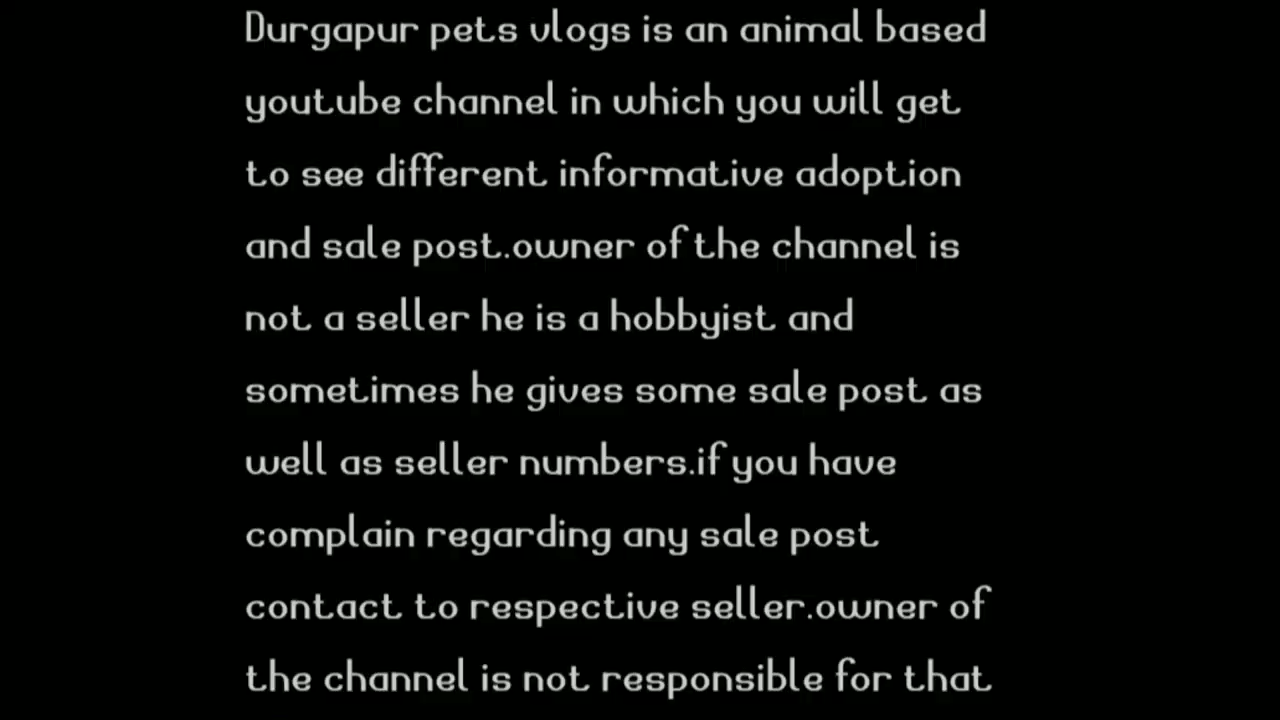 Durgapur pets vlogs is an animal based
youtube channel in which you will get
to see different informative adoption
and sale post.owner of the channel is
not a seller he is a hobbyist and
sometimes he gives some sale post as
well as seller numbers.if you have
complain regarding any sale post
contact to respective seller.owner of
the channel is not responsible for that